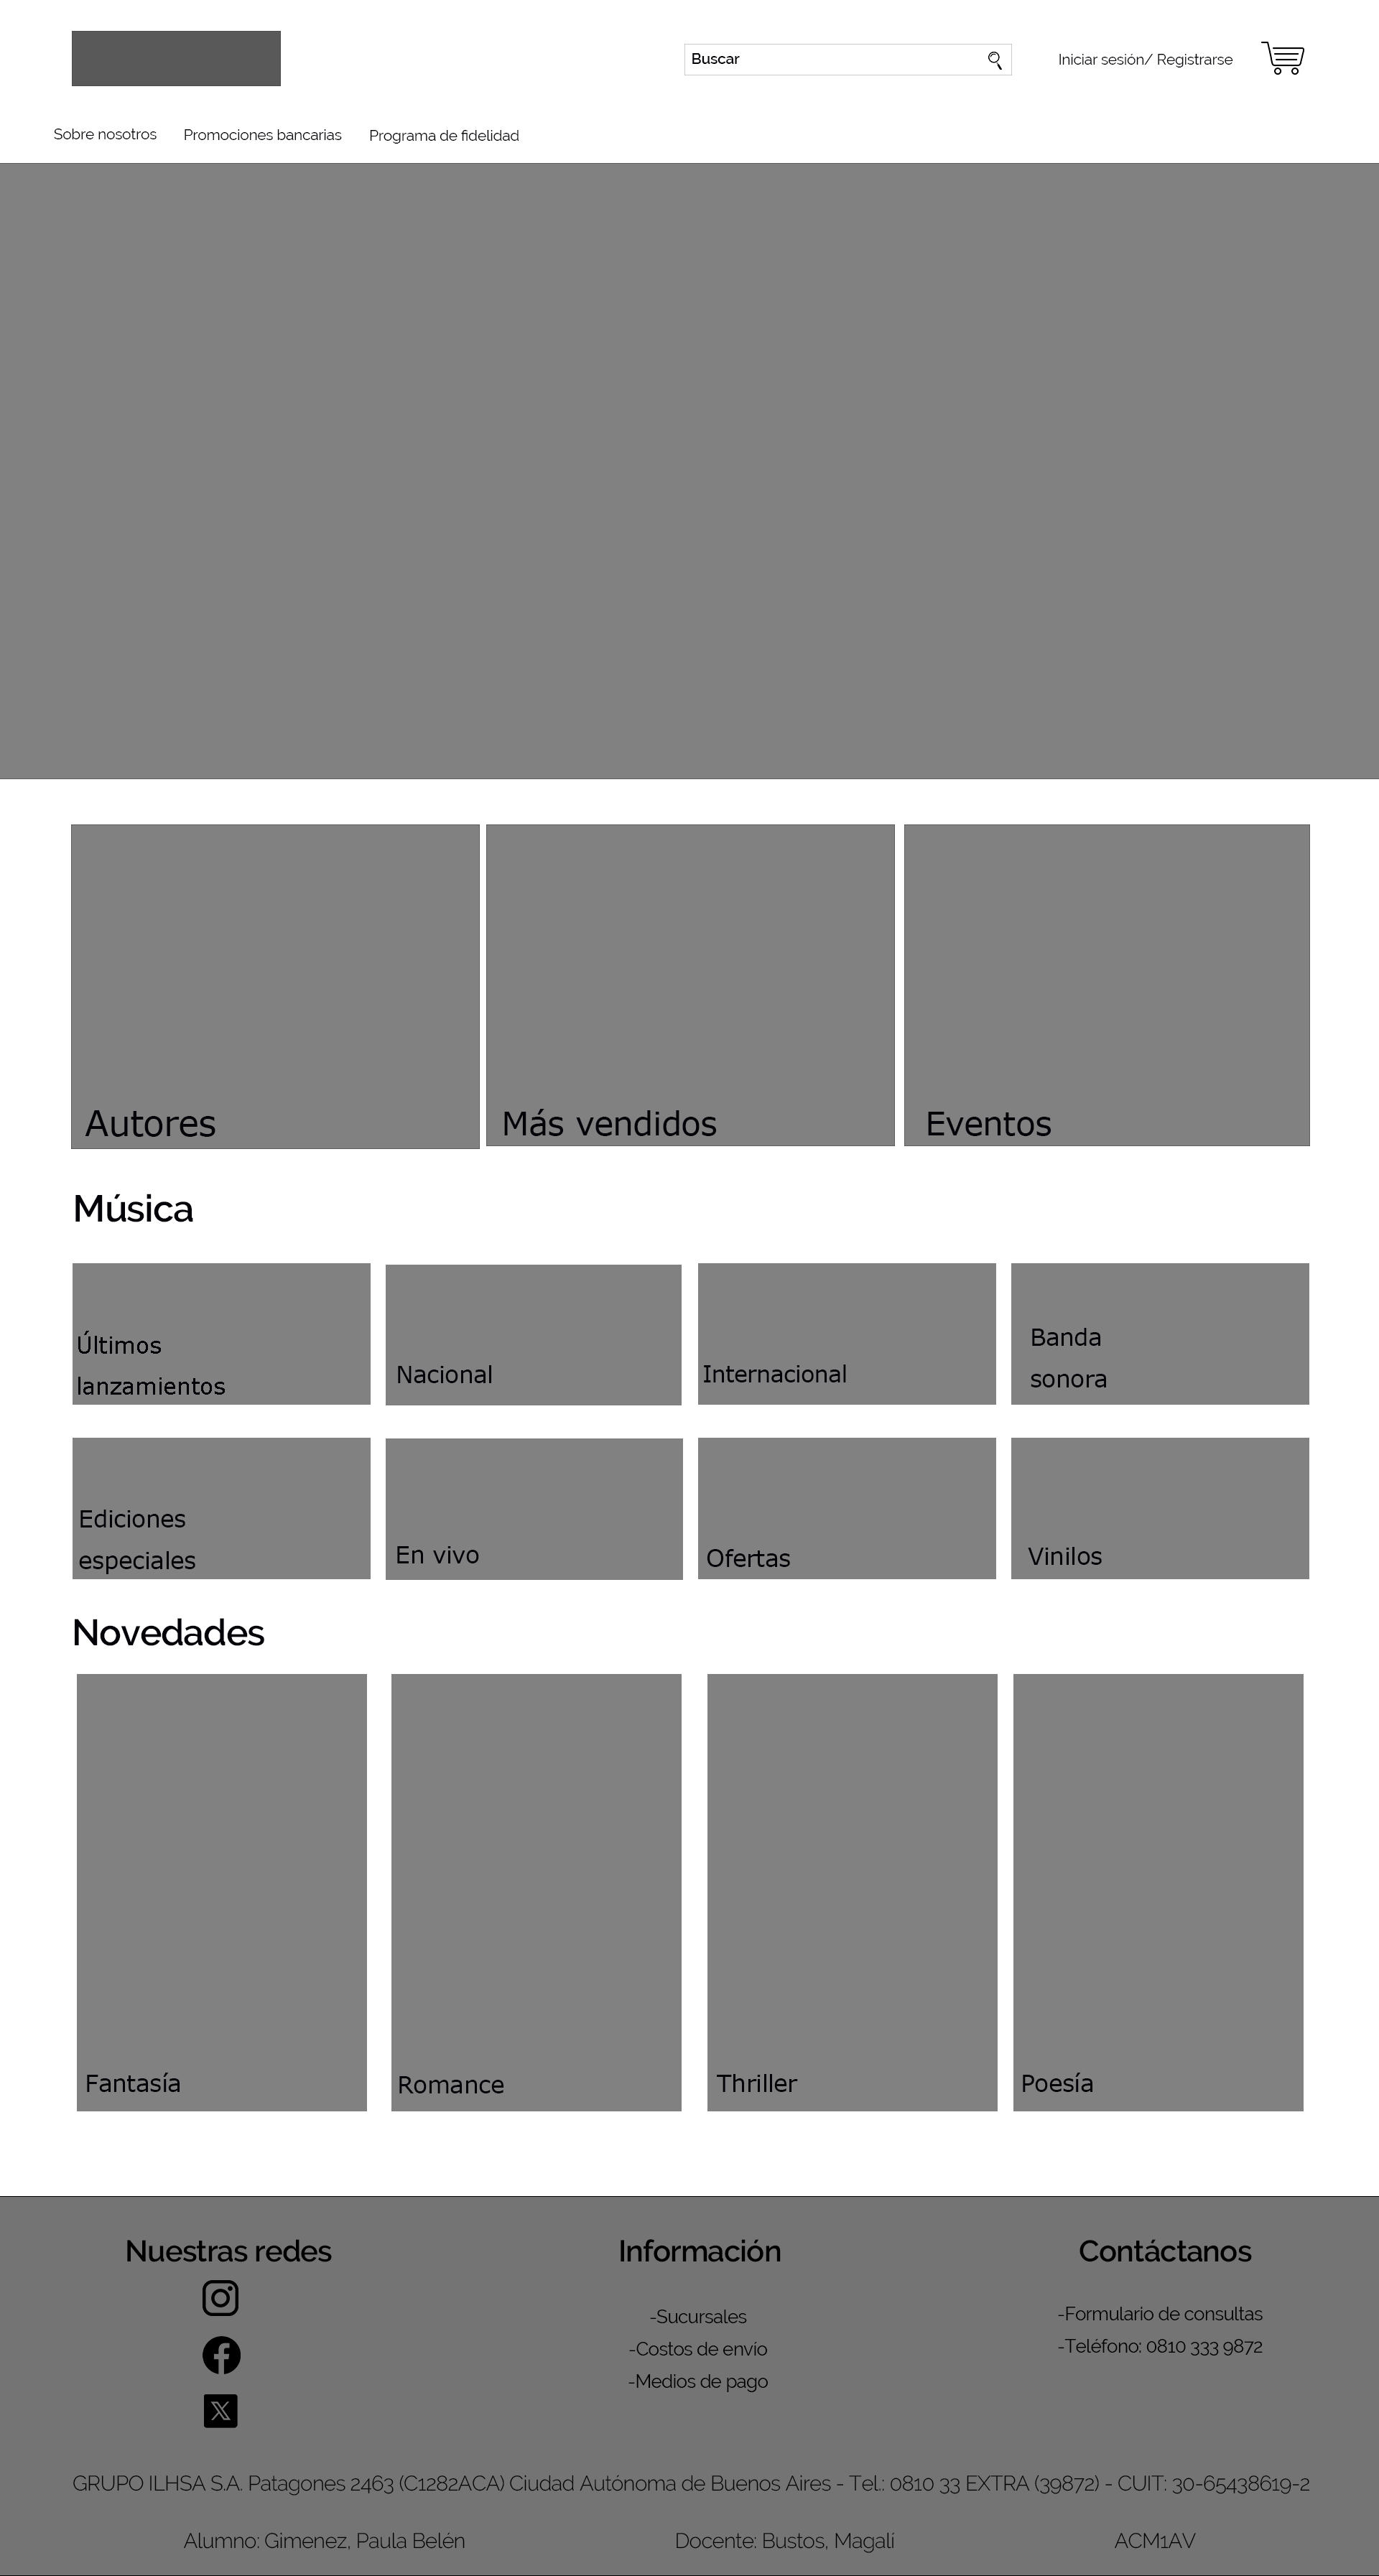 Buscar
Iniciar sesión/ Registrarse
Sobre nosotros
Promociones bancarias
Programa de fidelidad
Autores
Más vendidos
Eventos
Música
Últimos
lanzamientos
Nacional
Internacional
Banda
sonora
Ediciones
especiales
En vivo
Ofertas
Vinilos
Novedades
Fantasía
Romance
Thriller
Poesía
Nuestras redes
Información
-Sucursales
-Costos de envío
-Medios de pago
Contáctanos
-Formulario de consultas
-Teléfono: 0810 333 9872
GRUPO ILHSA S.A. Patagones 2463 (C1282ACA) Ciudad Autónoma de Buenos Aires - Tel.: 0810 33 EXTRA (39872) - CUIT: 30-65438619-2
Alumno: Gimenez, Paula Belén
Docente: Bustos, Magalí
ACM1AV